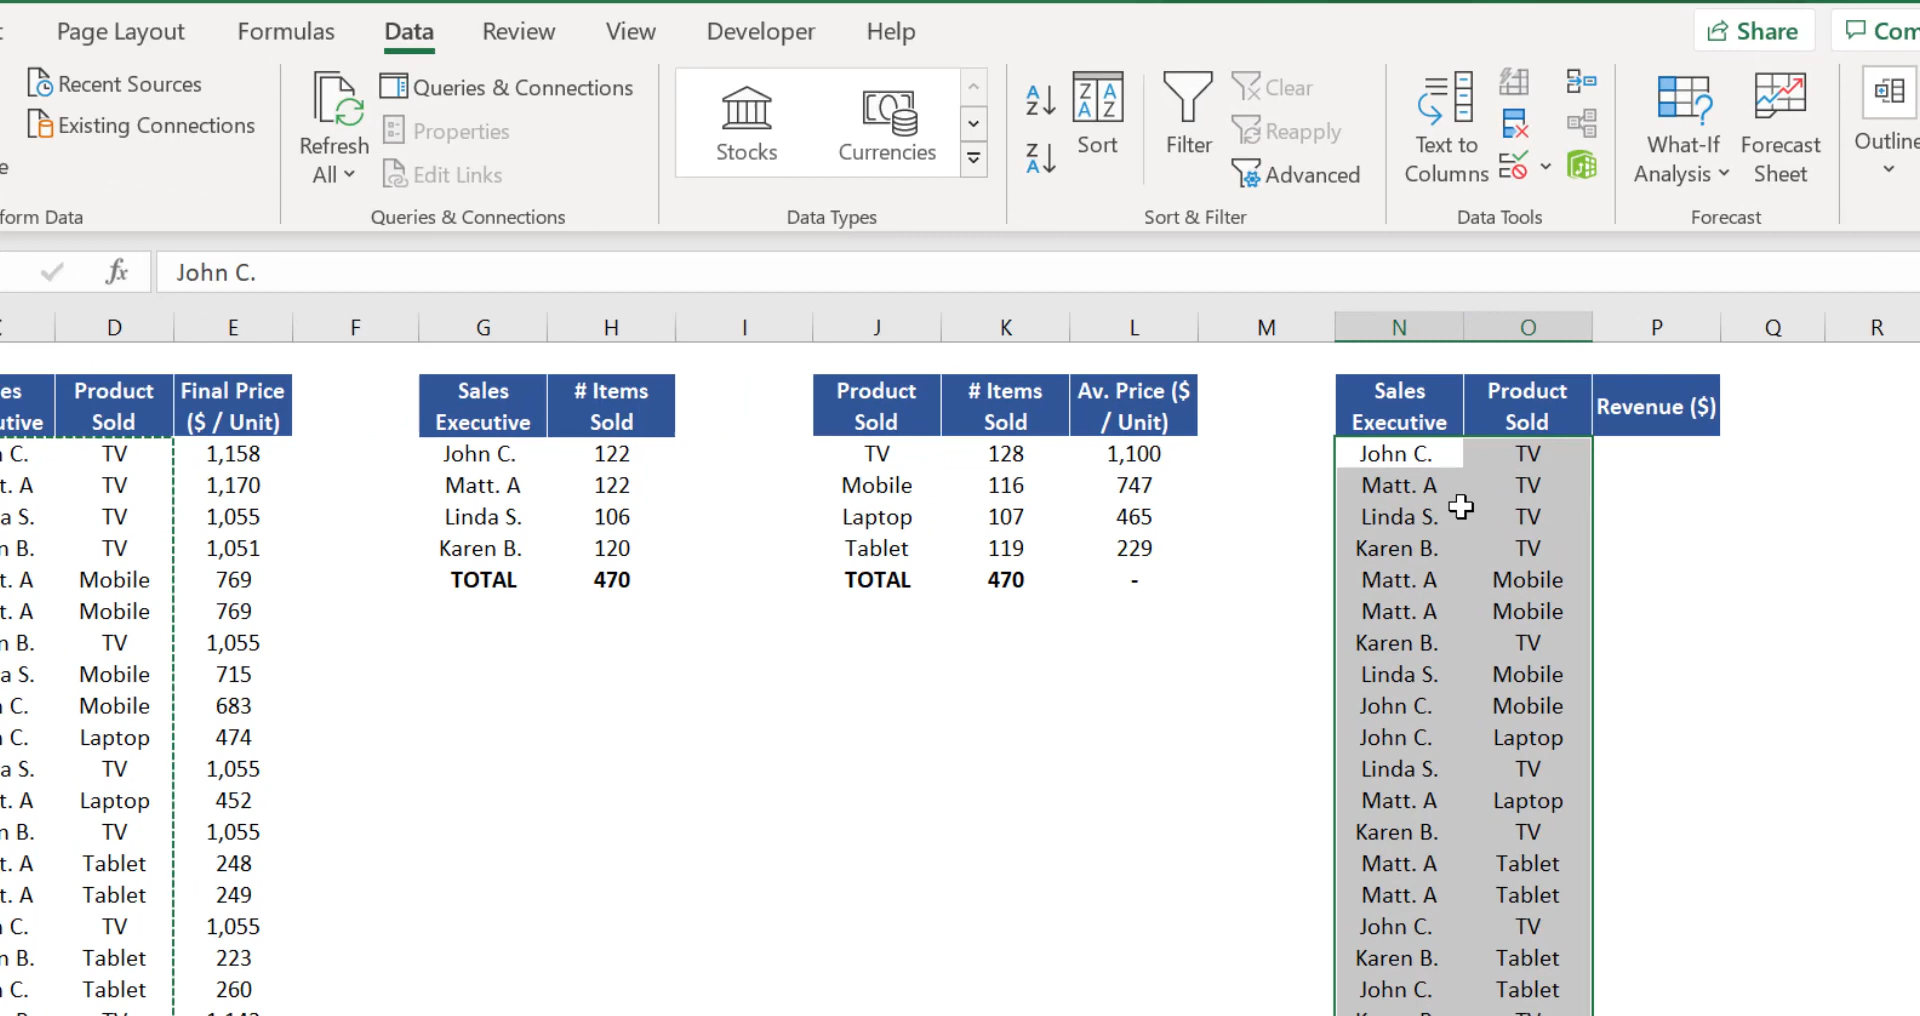 Page Layout Formulas Data Review View Developer Help Share Com
Recent Sources
Existing Connections
e
form Data
Refresh
All
Queries & Connections
Properties
Edit Links
Queries & Connections
Stocks Currencies
Data Types
Sort
Filter
Clear
Reapply
Advanced
Sort & Filter
Text to
Columns
Data Tools
What-If
Analysis
Forecast
Sheet
Forecast
Outline
fx John C.
D E F G H I J K L M N O P Q R
es
utive
Product
Sold
Final Price
($ / Unit)
Sales
Executive
# Items
Sold
Product
Sold
# Items
Sold
Av. Price ($
/ Unit)
Sales
Executive
Product
Sold
Revenue ($)
n C. TV 1,158 John C. 122 TV 128 1,100 John C. TV
t. A TV 1,170 Matt. A 122 Mobile 116 747 Matt. A TV
a S. TV 1,055 Linda S. 106 Laptop 107 465 Linda S. TV
n B. TV 1,051 Karen B. 120 Tablet 119 229 Karen B. TV
t. A Mobile 769 TOTAL 470 TOTAL 470 - Matt. A Mobile
t. A Mobile 769 Matt. A Mobile
n B. TV 1,055 Karen B. TV
a S. Mobile 715 Linda S. Mobile
n C. Mobile 683 John C. Mobile
n C. Laptop 474 John C. Laptop
a S. TV 1,055 Linda S. TV
t. A Laptop 452 Matt. A Laptop
n B. TV 1,055 Karen B. TV
t. A Tablet 248 Matt. A Tablet
t. A Tablet 249 Matt. A Tablet
n C. TV 1,055 John C. TV
n B. Tablet 223 Karen B. Tablet
n C. Tablet 260 John C. Tablet